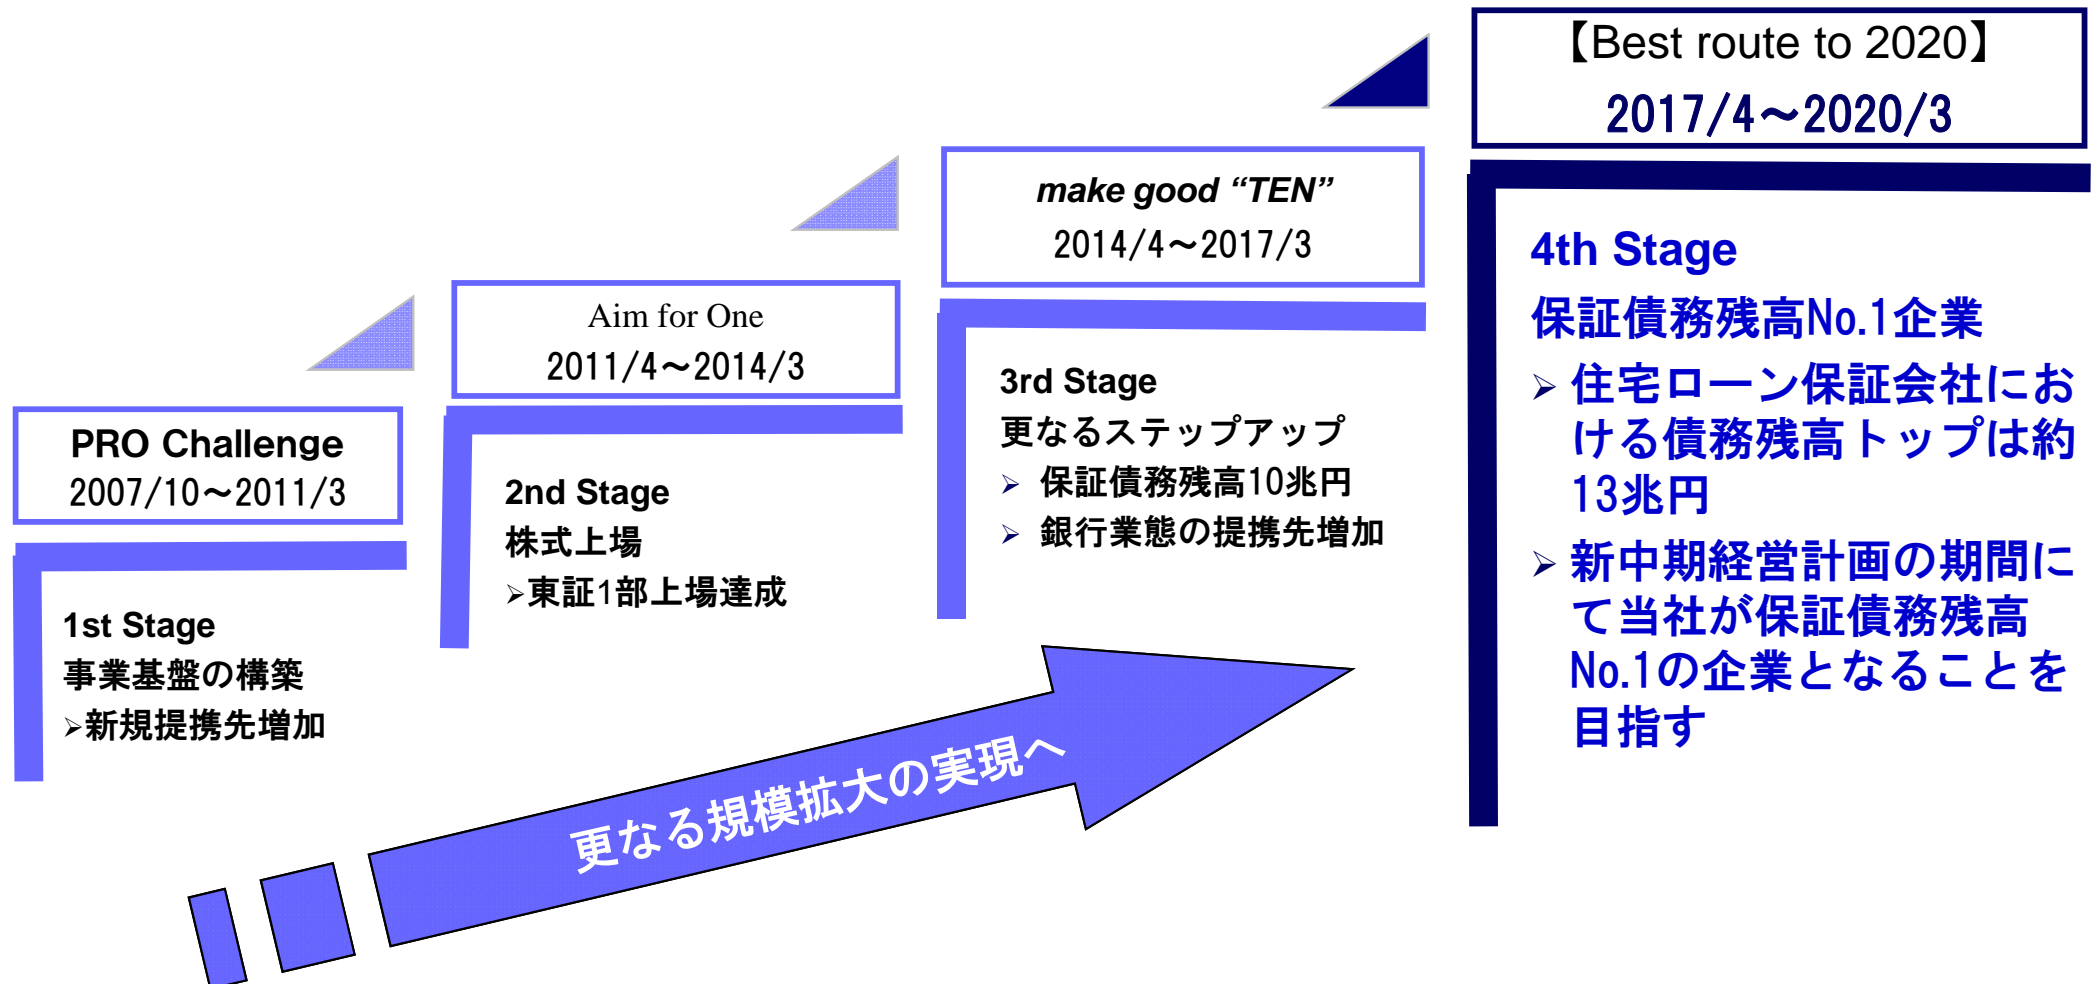 PRO Challenge
2007/10～2011/3
1st Stage
事業基盤の構築
➢新規提携先増加
Aim for One
2011/4～2014/3
2nd Stage
株式上場
➢東証1部上場達成
make good “TEN”
2014/4～2017/3
3rd Stage
更なるステップアップ
➢ 保証債務残高10兆円
➢ 銀行業態の提携先増加
【Best route to 2020】
2017/4～2020/3
4th Stage
保証債務残高No.1企業
➢ 住宅ローン保証会社にお
ける債務残高トップは約
13兆円
➢ 新中期経営計画の期間に
て当社が保証債務残高
No.1の企業となることを
目指す
更なる規模拡大の実現へ